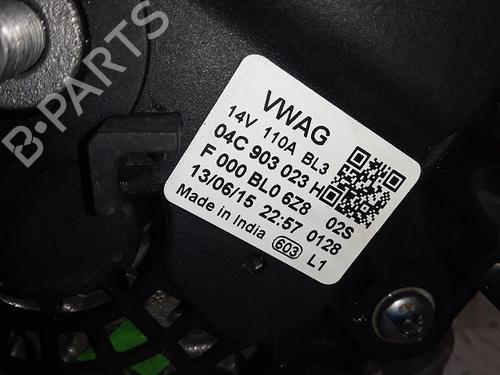 B-PARTS
VWAG
14V 110A BL3
04C 903 023 H
F 000 BL0 6Z8 02S
13/06/15 22:57 0128
Made in India 603 L1
B-PARTS